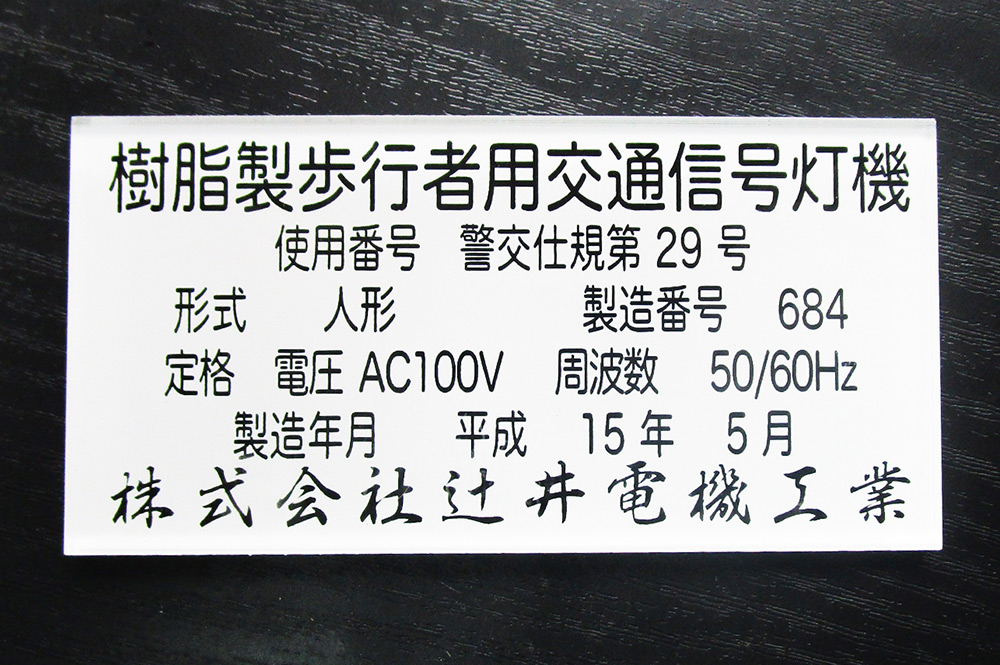 樹脂製歩行者用交通信号灯機
使用番号 警交仕規第 29 号
形式 人形 製造番号 684
定格 電圧 AC100V 周波数 50/60Hz
製造年月 平成 15 年 5 月
株式会社辻井電機工業